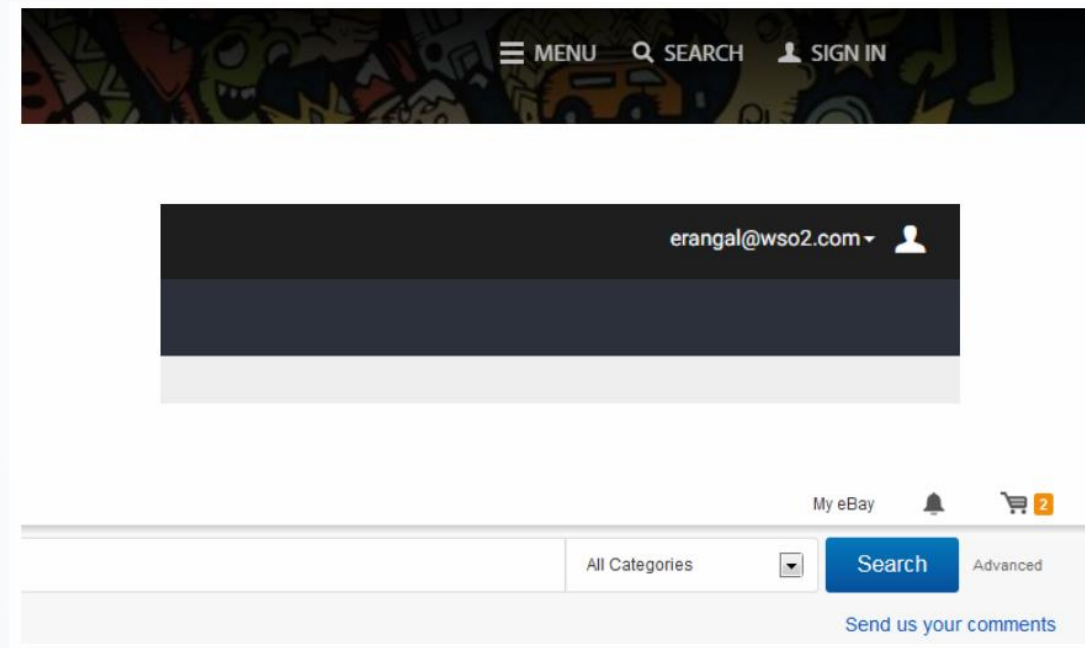 MENU SEARCH SIGN IN
erangal@wso2.com
My eBay 2
All Categories Search Advanced
Send us your comments